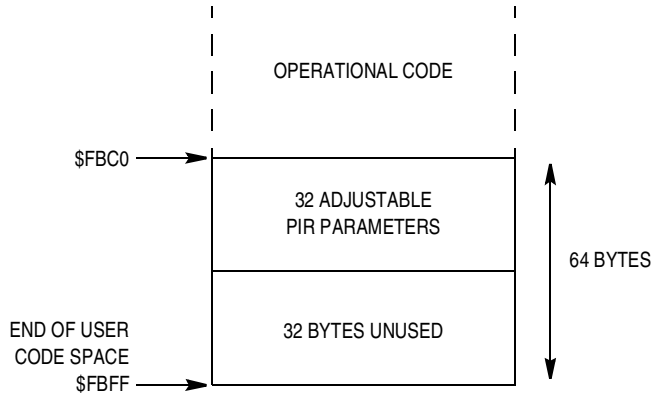 OPERATIONAL CODE
$FBC0
32 ADJUSTABLE
PIR PARAMETERS
64 BYTES
32 BYTES UNUSED
END OF USER
CODE SPACE
$FBFF